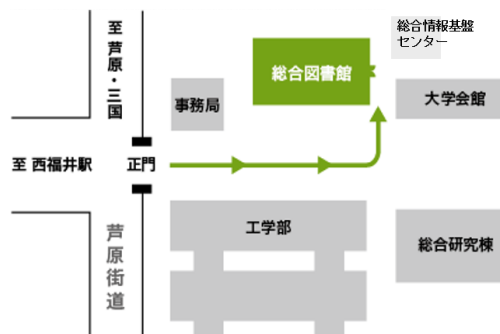 至 芦原・三国
総合情報基盤
センター
総合図書館
事務局
大学会館
至 西福井駅
正門
芦原街道
工学部
総合研究棟